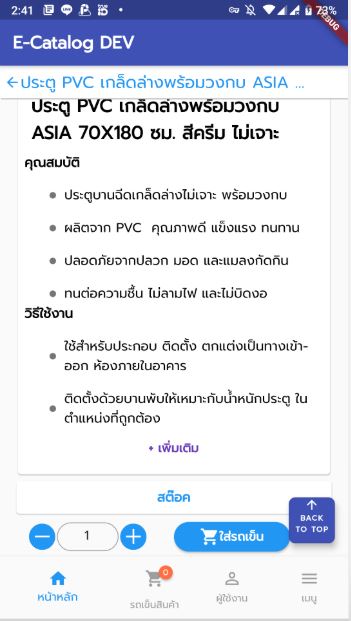 2:41
72%
DEBUG
E-Catalog DEV
←ประตู PVC เกล็ดล่างพร้อมวงกบ ASIA ...
ประตู PVC เกล็ดล่างพร้อมวงกบ
ASIA 70X180 ซม. สีครีม ไม่เจาะ
คุณสมบัติ
ประตูบานฉีดเกล็ดล่างไม่เจาะ พร้อมวงกบ
ผลิตจาก PVC คุณภาพดี แข็งแรง ทนทาน
ปลอดภัยจากปลวก มอด และแมลงกัดกิน
ทนต่อความชื้น ไม่ลามไฟ และไม่บิดงอ
วิธีใช้งาน
ใช้สำหรับประกอบ ติดตั้ง ตกแต่งเป็นทางเข้า-
ออก ห้องภายในอาคาร
ติดตั้งด้วยบานพับให้เหมาะกับน้ำหนักประตู ใน
ตำแหน่งที่ถูกต้อง
+ เพิ่มเติม
สต๊อค
BACK
TO TOP
1
ใส่รถเข็น
0
หน้าหลัก
รถเข็นสินค้า
ผู้ใช้งาน
เมนู